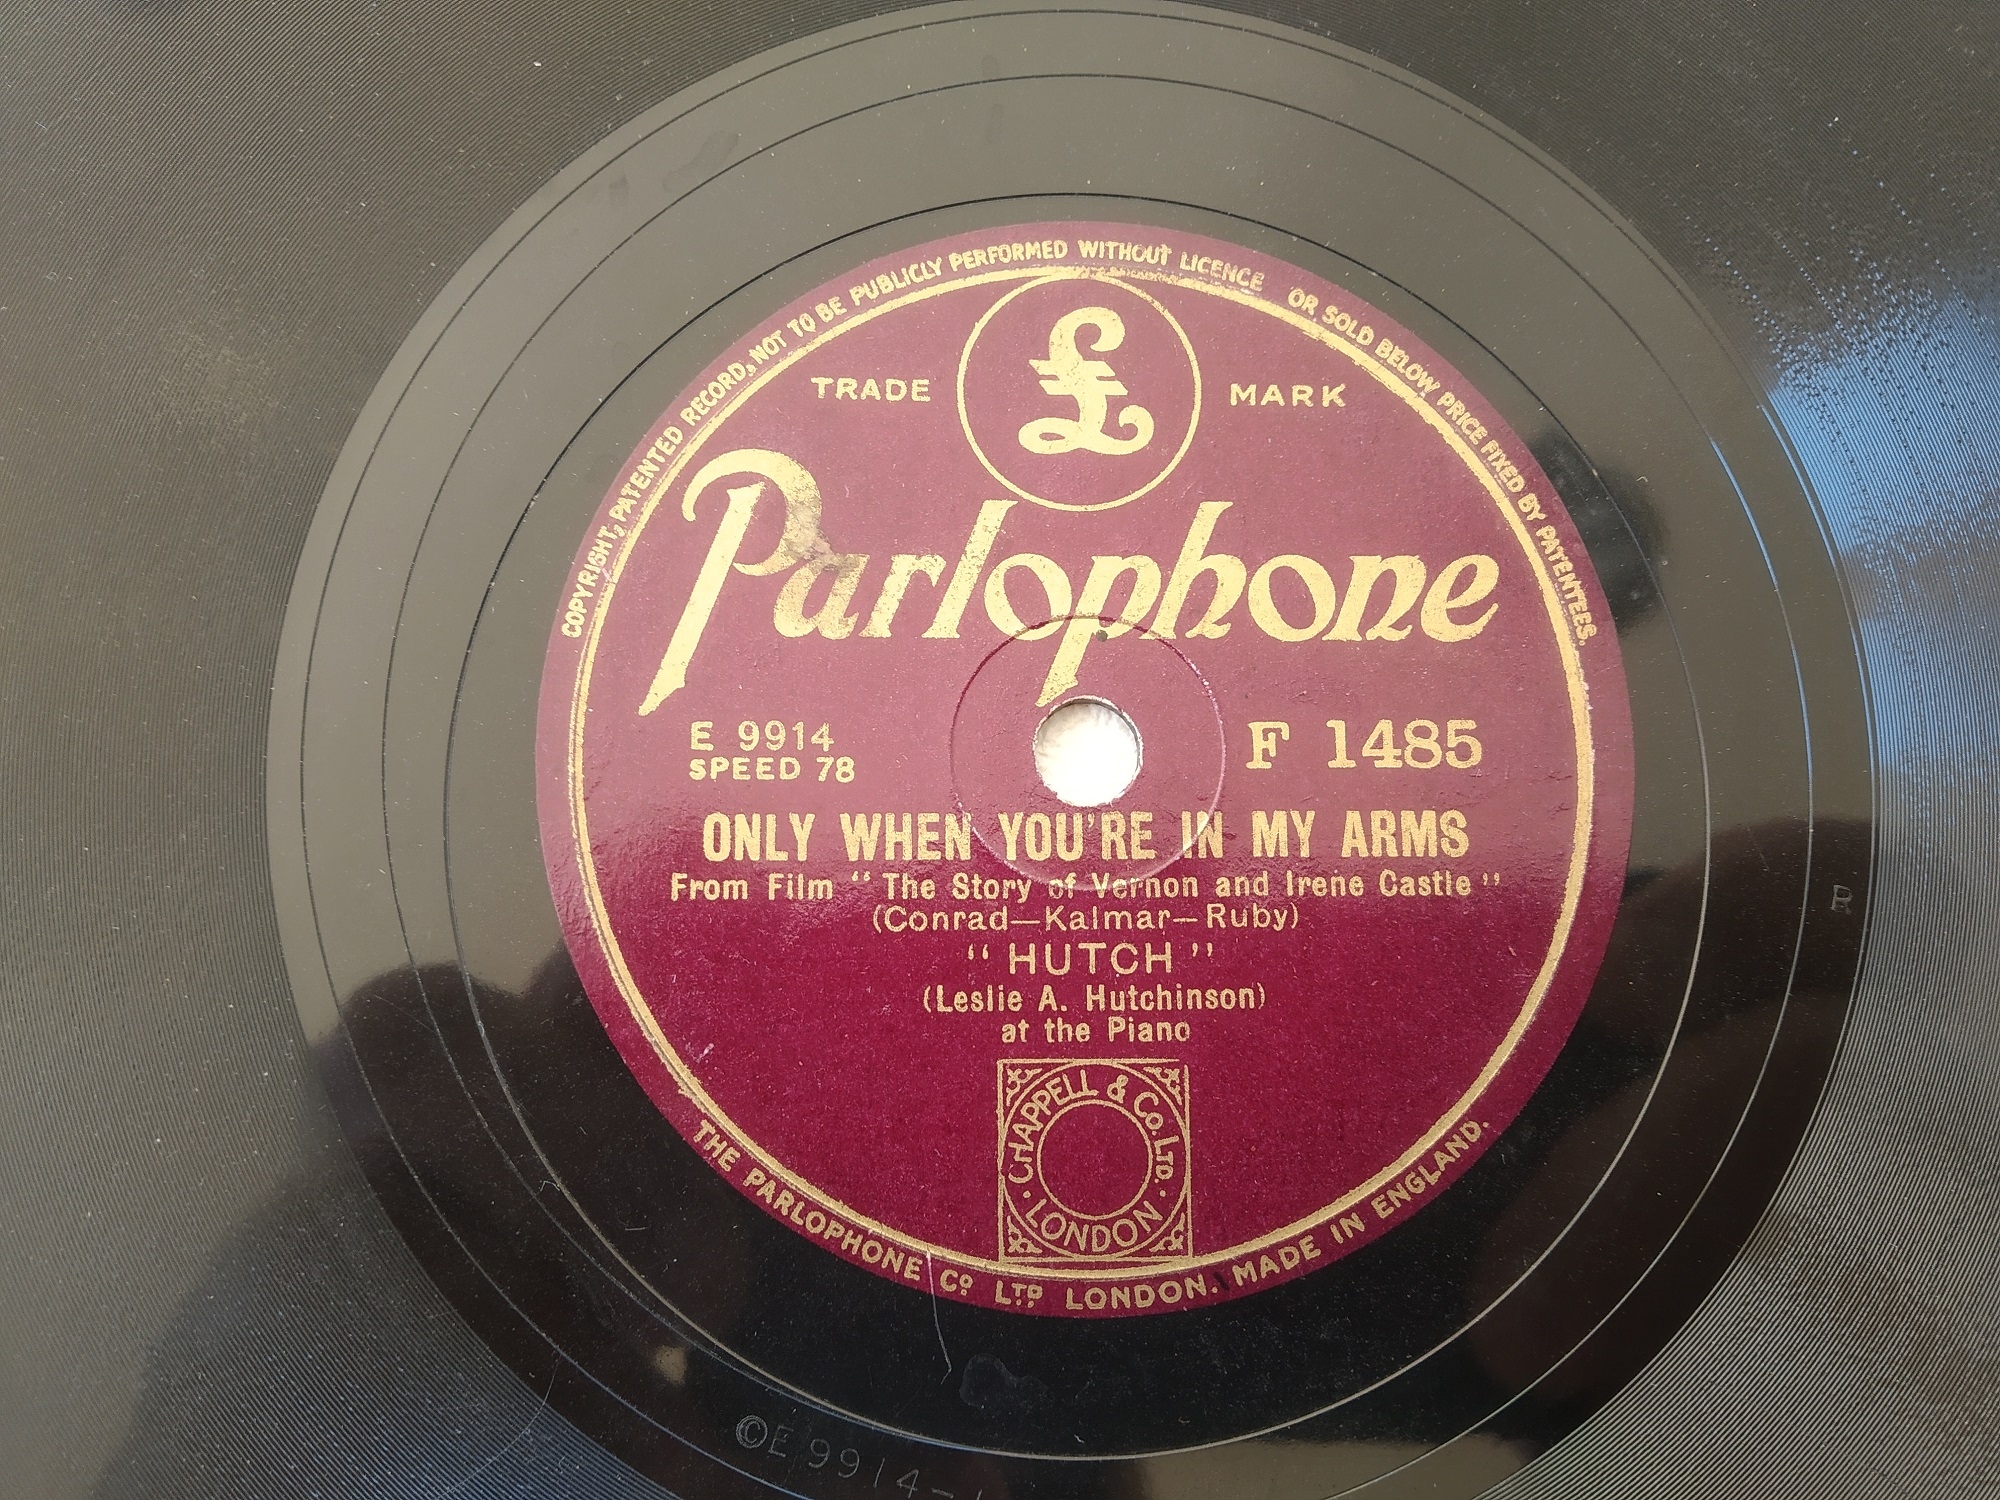 COPYRIGHT, PATENTED RECORD, NOT TO BE PUBLICLY PERFORMED WITHOUT LICENCE OR SOLD BELOW PRICE FIXED BY PATENTEES.
£
TRADE MARK
Parlophone
E 9914
SPEED 78
F 1485
ONLY WHEN YOU'RE IN MY ARMS
From Film "The Story of Vernon and Irene Castle"
(Conrad—Kalmar—Ruby)
"HUTCH"
(Leslie A. Hutchinson)
at the Piano
CHAPPELL & Co. LTD.
· LONDON ·
THE PARLOPHONE Co LTD LONDON. MADE IN ENGLAND.
©E 9914-